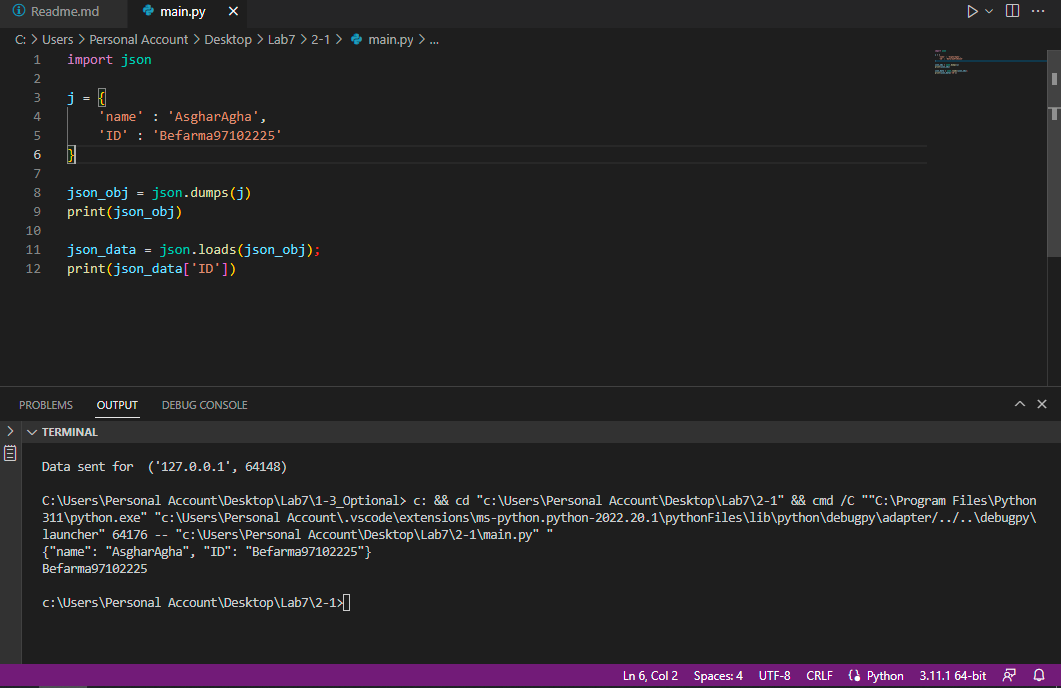 Readme.md
main.py
C: > Users > Personal Account > Desktop > Lab7 > 2-1 > main.py > ...
1 import json
2
3 j = {
4     'name' : 'AsgharAgha',
5     'ID' : 'Befarma97102225'
6 }
7
8 json_obj = json.dumps(j)
9 print(json_obj)
10
11 json_data = json.loads(json_obj);
12 print(json_data['ID'])
PROBLEMS OUTPUT DEBUG CONSOLE
TERMINAL
Data sent for  ('127.0.0.1', 64148)
C:\Users\Personal Account\Desktop\Lab7\1-3_Optional> c: && cd "c:\Users\Personal Account\Desktop\Lab7\2-1" && cmd /C ""C:\Program Files\Python
311\python.exe" "c:\Users\Personal Account\.vscode\extensions\ms-python.python-2022.20.1\pythonFiles\lib\python\debugpy\adapter/../..\debugpy\
launcher" 64176 -- "c:\Users\Personal Account\Desktop\Lab7\2-1\main.py" "
{"name": "AsgharAgha", "ID": "Befarma97102225"}
Befarma97102225
c:\Users\Personal Account\Desktop\Lab7\2-1>
Ln 6, Col 2 Spaces: 4 UTF-8 CRLF Python 3.11.1 64-bit